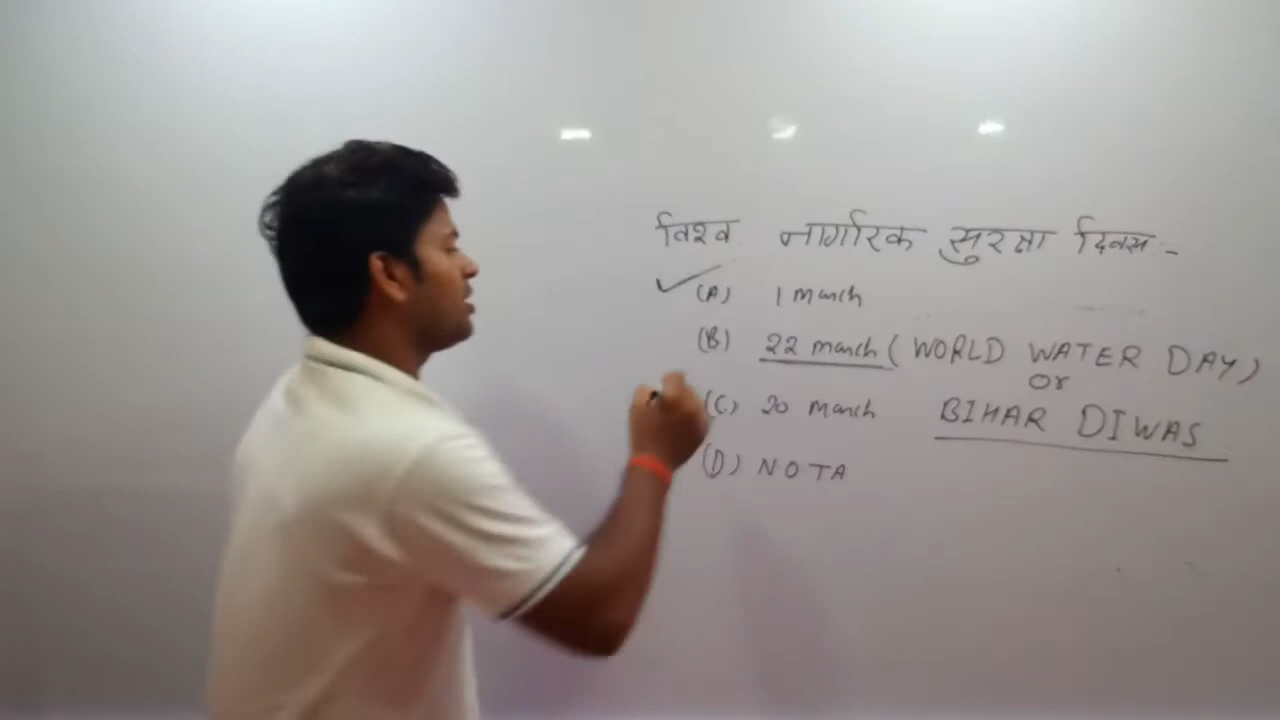 विश्व नागरिक सुरक्षा दिवस :-
✓ (A) 1 March
(B) 22 March ( WORLD WATER DAY )
or
(C) 20 March BIHAR DIWAS
(D) NOTA